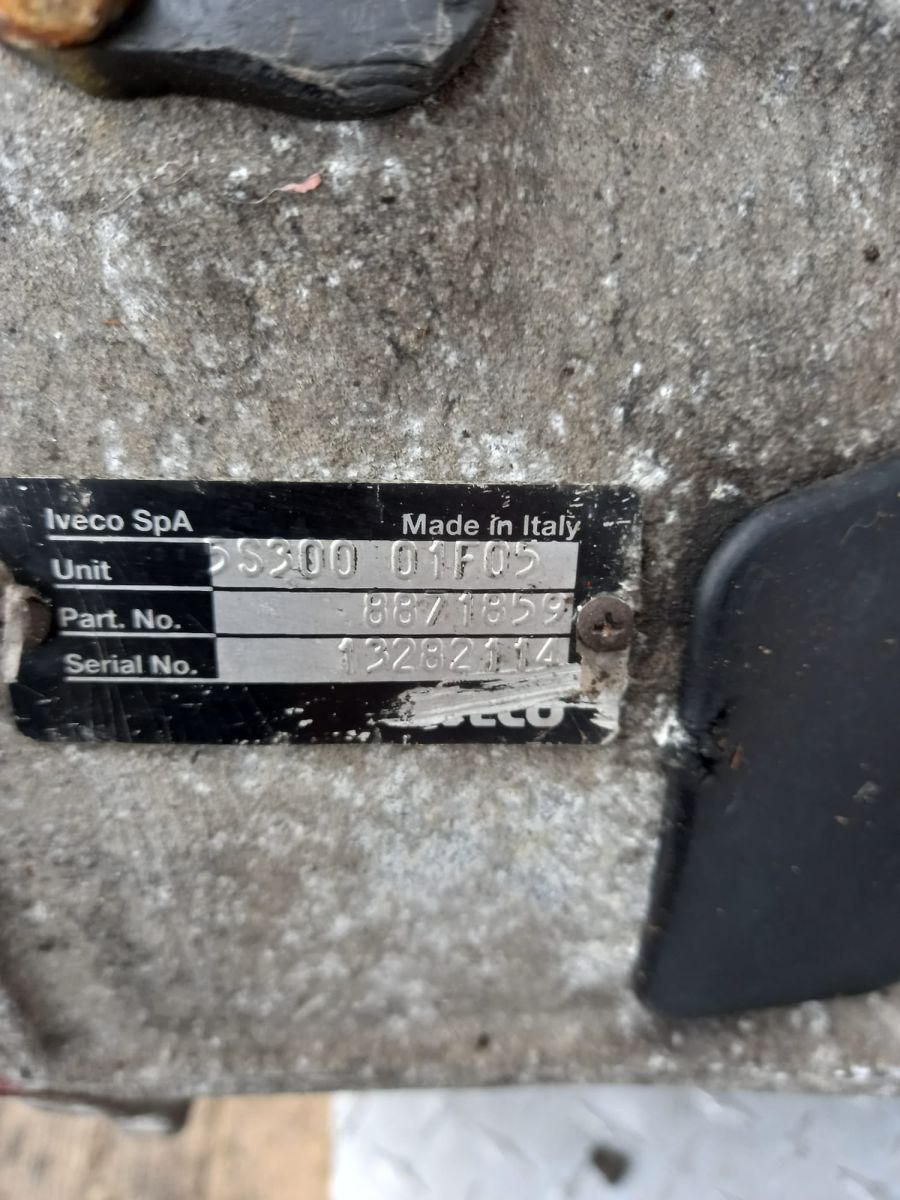 Iveco SpA Made in Italy
Unit 5S300 01F05
Part. No. 8871859
Serial No. 13282114